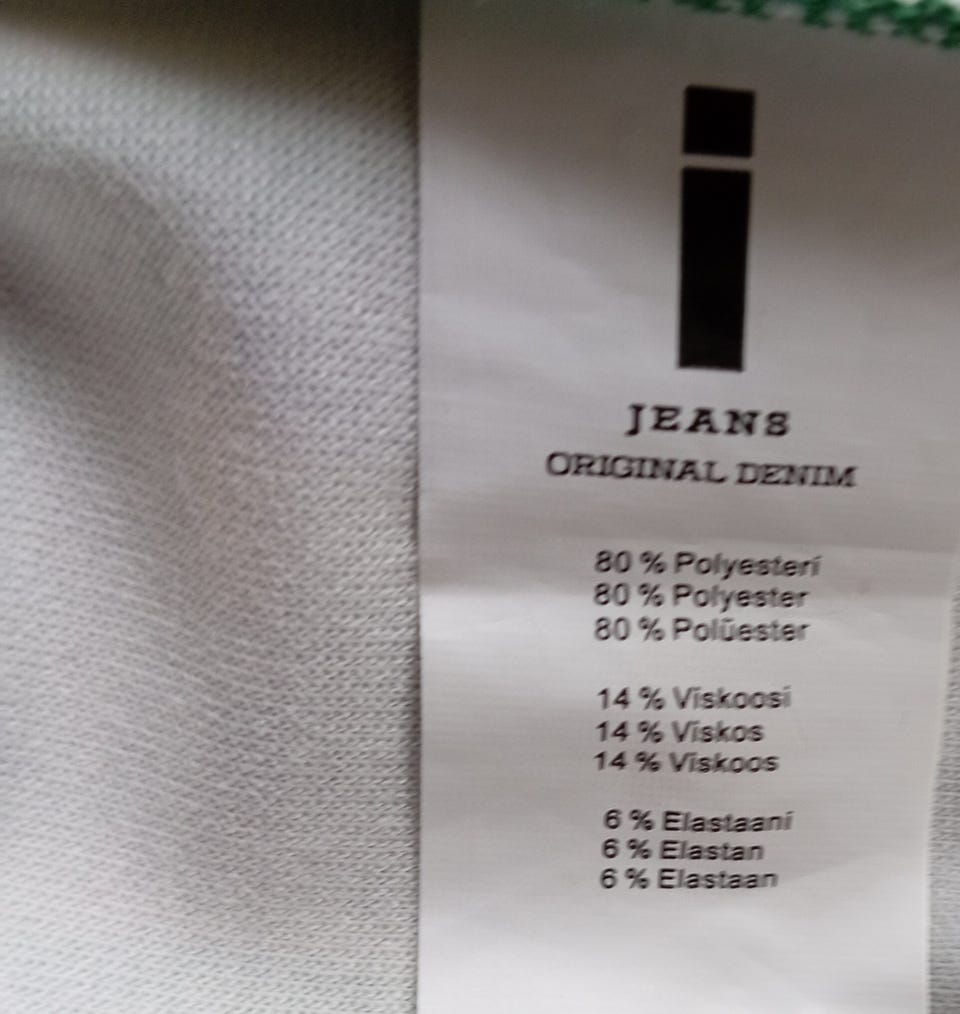 i
JEANS
ORIGINAL DENIM
80 % Polyesteri
80 % Polyester
80 % Polüester
14 % Viskoosi
14 % Viskos
14 % Viskoos
6 % Elastaani
6 % Elastan
6 % Elastaan